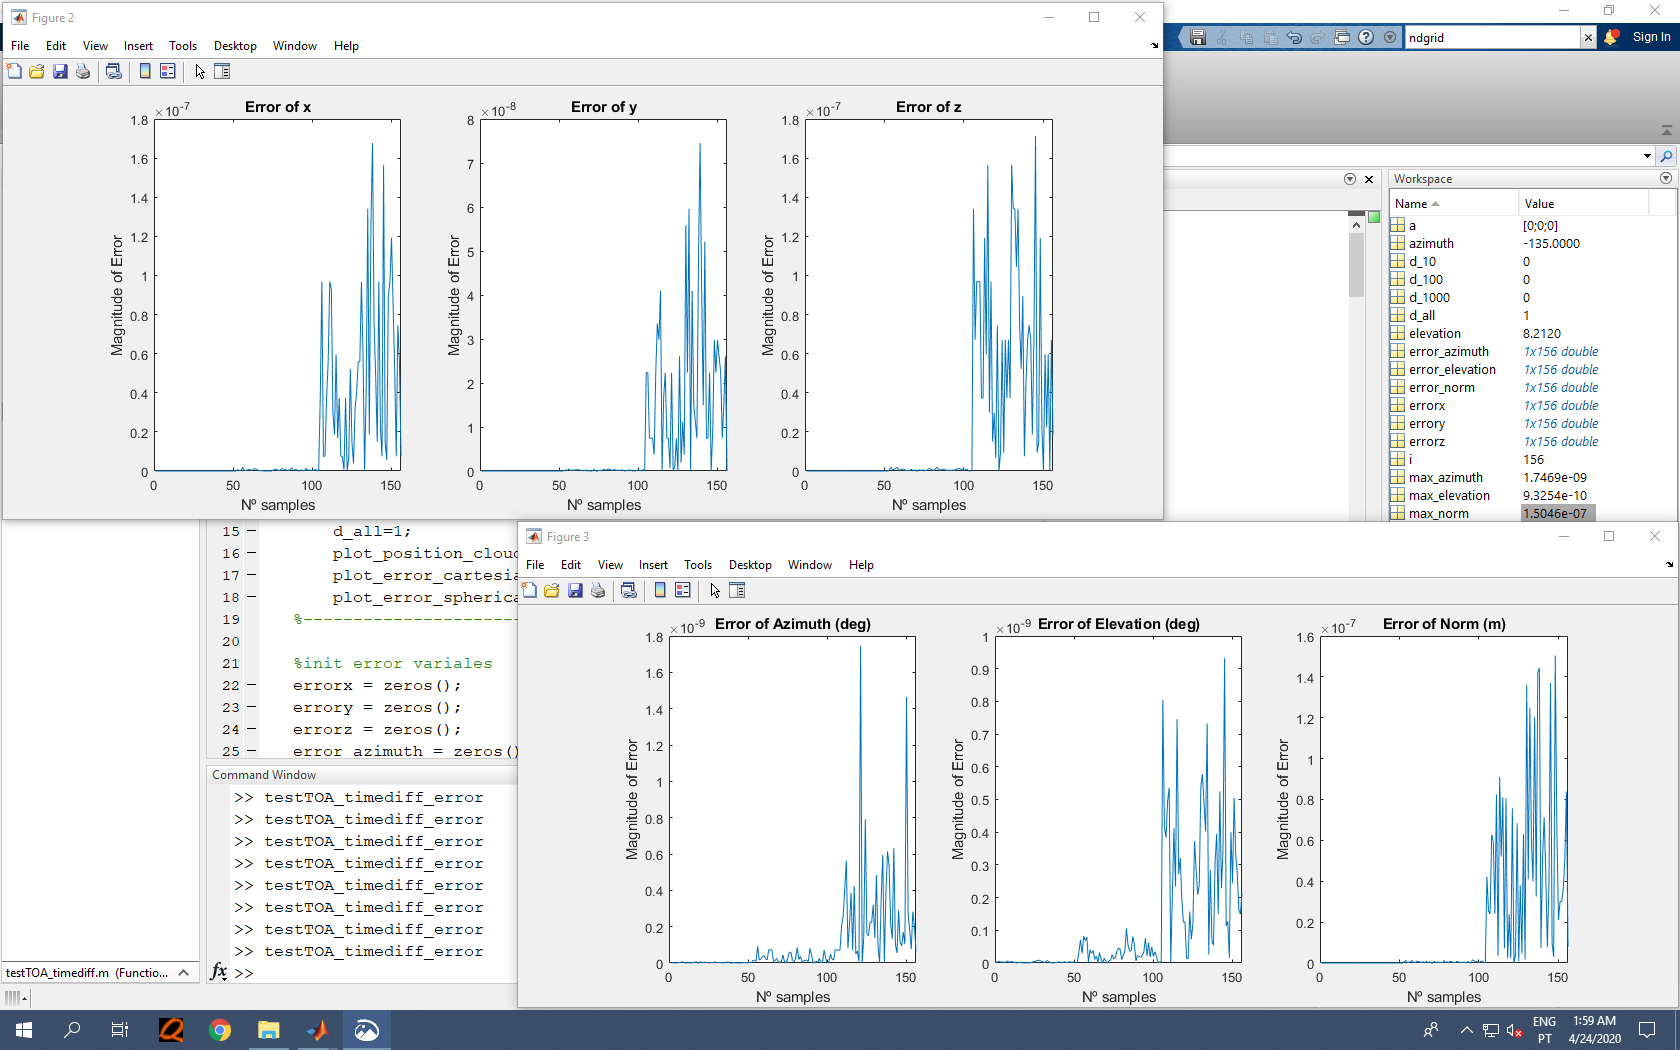 Figure 2
File Edit View Insert Tools Desktop Window Help
ndgrid
Sign In
Error of x
×10-7
1.8
1.6
1.4
1.2
1
0.8
0.6
0.4
0.2
0
0 50 100 150
Magnitude of Error
Nº samples
Error of y
×10-8
8
7
6
5
4
3
2
1
0
0 50 100 150
Magnitude of Error
Nº samples
Error of z
×10-7
1.8
1.6
1.4
1.2
1
0.8
0.6
0.4
0.2
0
0 50 100 150
Magnitude of Error
Nº samples
Workspace
Name Value
a [0;0;0]
azimuth -135.0000
d_10 0
d_100 0
d_1000 0
d_all 1
elevation 8.2120
error_azimuth 1x156 double
error_elevation 1x156 double
error_norm 1x156 double
errorx 1x156 double
errory 1x156 double
errorz 1x156 double
i 156
max_azimuth 1.7469e-09
max_elevation 9.3254e-10
max_norm 1.5046e-07
15 – d_all=1;
16 – plot_position_cloud
17 – plot_error_cartesia
18 – plot_error_spherica
19 %------------------------
20
21 %init error variales
22 – errorx = zeros();
23 – errory = zeros();
24 – errorz = zeros();
25 – error_azimuth = zeros()
Command Window
>> testTOA_timediff_error
>> testTOA_timediff_error
>> testTOA_timediff_error
>> testTOA_timediff_error
>> testTOA_timediff_error
>> testTOA_timediff_error
>> testTOA_timediff_error
>> testTOA_timediff_error
fx >>
testTOA_timediff.m (Functio...
Figure 3
File Edit View Insert Tools Desktop Window Help
Error of Azimuth (deg)
×10-9
1.8
1.6
1.4
1.2
1
0.8
0.6
0.4
0.2
0
0 50 100 150
Magnitude of Error
Nº samples
Error of Elevation (deg)
×10-9
1
0.9
0.8
0.7
0.6
0.5
0.4
0.3
0.2
0.1
0
0 50 100 150
Magnitude of Error
Nº samples
Error of Norm (m)
×10-7
1.6
1.4
1.2
1
0.8
0.6
0.4
0.2
0
0 50 100 150
Magnitude of Error
Nº samples
ENG
PT
1:59 AM
4/24/2020